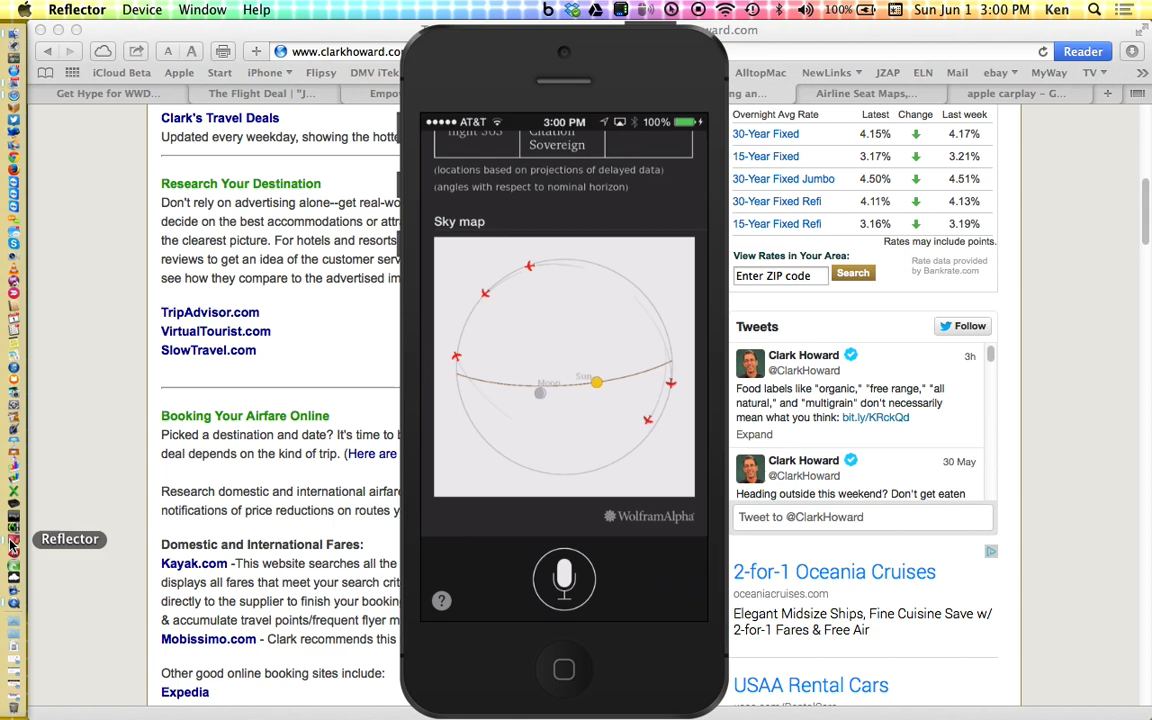 Reflector Device Window Help 100% Sun Jun 1 3:00 PM Ken
www.clarkhoward.co
ward.com
A A Reader
iCloud Beta Apple Start iPhone Flipsy DMV iTek
AlltopMac NewLinks JZAP ELN Mail ebay MyWay TV
Get Hype for WWD... The Flight Deal | "J... Empo
ng an... Airline Seat Maps,... apple carplay – G...
Clark's Travel Deals
Updated every weekday, showing the hotte
Research Your Destination
Don't rely on advertising alone--get real-wo
decide on the best accommodations or attr
the clearest picture. For hotels and resorts
reviews to get an idea of the customer serv
see how they compare to the advertised im
TripAdvisor.com
VirtualTourist.com
SlowTravel.com
Booking Your Airfare Online
Picked a destination and date? It's time to b
deal depends on the kind of trip. (Here are
Research domestic and international airfare
notifications of price reductions on routes y
Domestic and International Fares:
Kayak.com -This website searches all the
displays all fares that meet your search crit
directly to the supplier to finish your booking
& accumulate travel points/frequent flyer m
Mobissimo.com - Clark recommends this
Other good online booking sites include:
Expedia
Reflector
AT&T 3:00 PM 100%
flight SOS Citation
Sovereign
(locations based on projections of delayed data)
(angles with respect to nominal horizon)
Sky map
Moon Sun
WolframAlpha
?
Overnight Avg Rate Latest Change Last week
30-Year Fixed 4.15% 4.17%
15-Year Fixed 3.17% 3.21%
30-Year Fixed Jumbo 4.50% 4.51%
30-Year Fixed Refi 4.11% 4.13%
15-Year Fixed Refi 3.16% 3.19%
Rates may include points.
View Rates in Your Area:
Enter ZIP code Search
Rate data provided
by Bankrate.com
Tweets Follow
Clark Howard 3h
@ClarkHoward
Food labels like "organic," "free range," "all
natural," and "multigrain" don't necessarily
mean what you think: bit.ly/KRckQd
Expand
Clark Howard 30 May
@ClarkHoward
Heading outside this weekend? Don't get eaten
Tweet to @ClarkHoward
2-for-1 Oceania Cruises
oceaniacruises.com
Elegant Midsize Ships, Fine Cuisine Save w/
2-for-1 Fares & Free Air
USAA Rental Cars